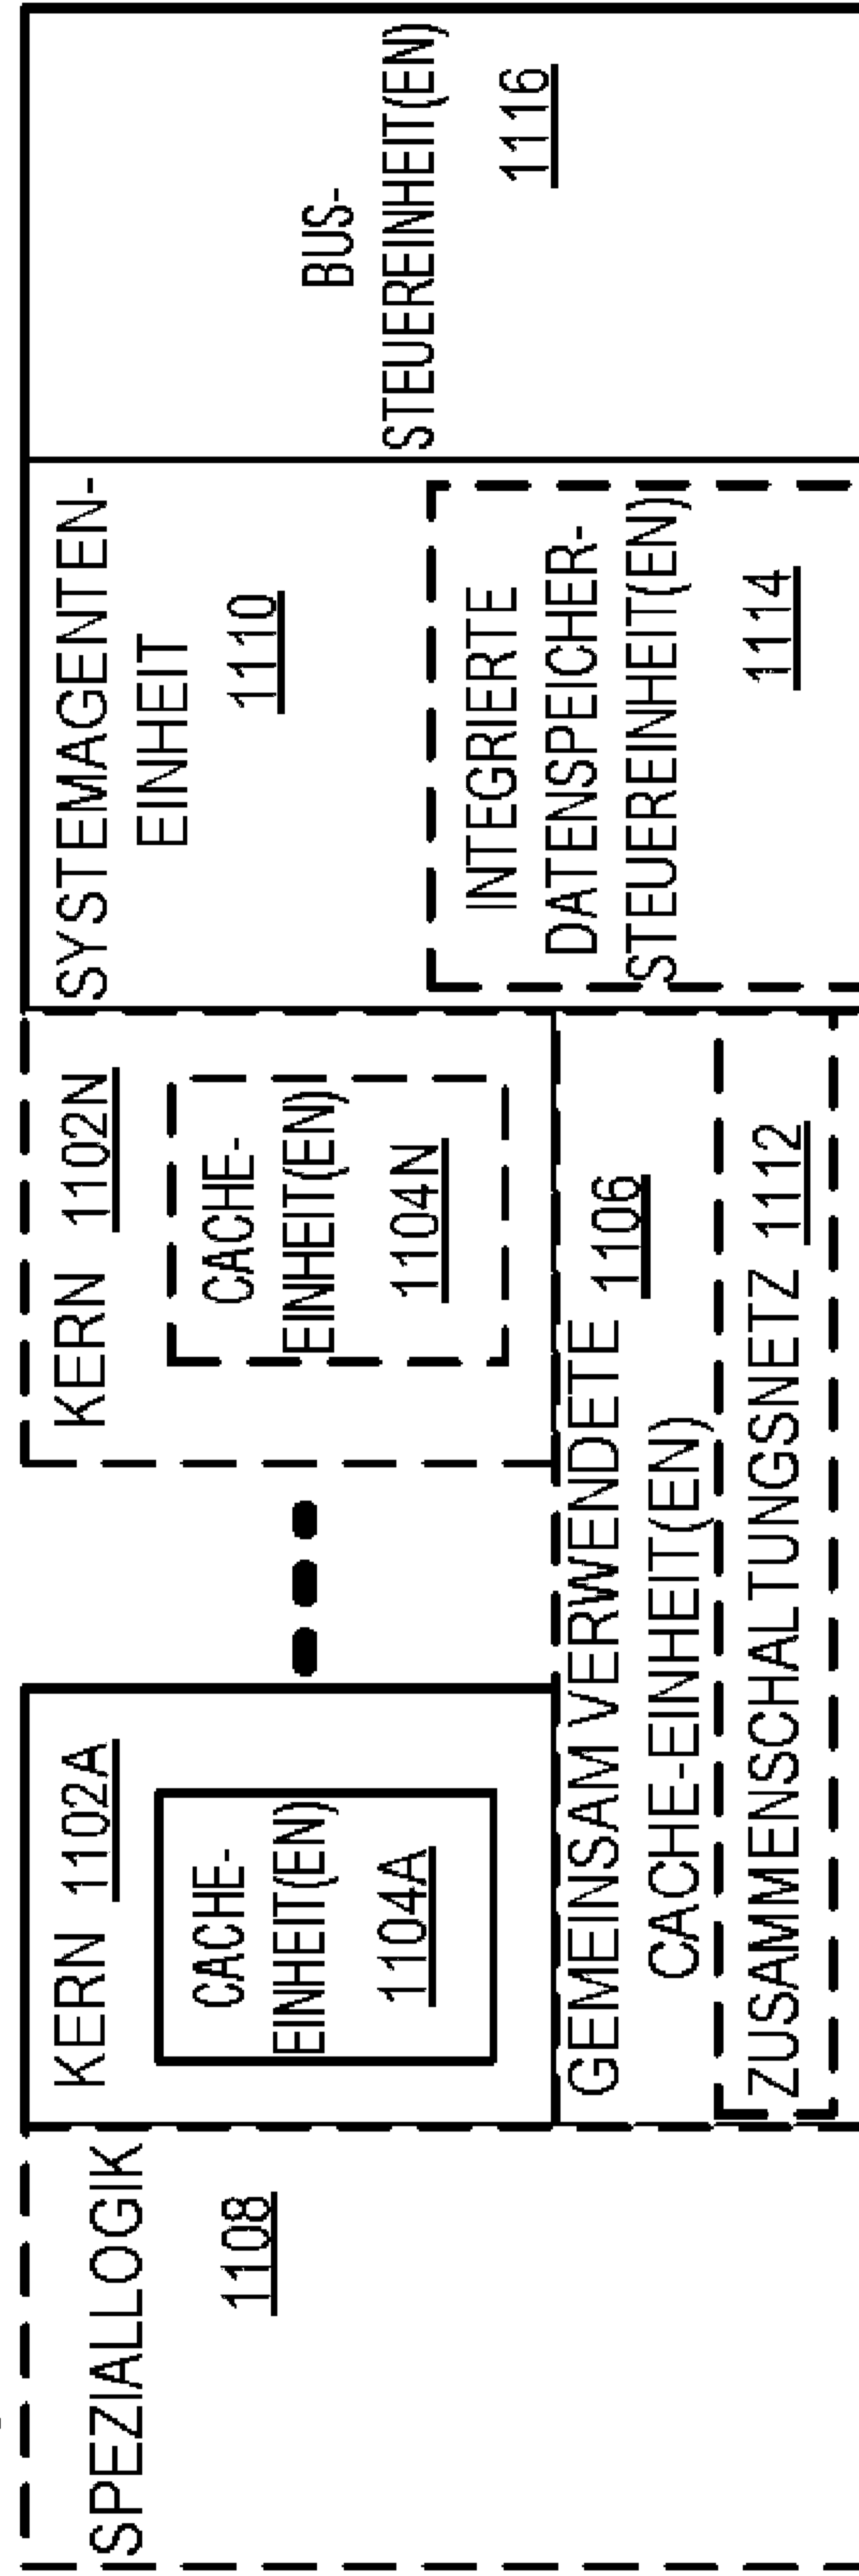 SPEZIALLOGIK
1108
KERN 1102A
CACHE-
EINHEIT(EN)
1104A
KERN 1102N
CACHE-
EINHEIT(EN)
1104N
GEMEINSAM VERWENDETE 1106
CACHE-EINHEIT(EN)
ZUSAMMENSCHALTUNGSNETZ 1112
SYSTEMAGENTEN-
EINHEIT
1110
INTEGRIERTE
DATENSPEICHER-
STEUEREINHEIT(EN)
1114
BUS-
STEUEREINHEIT(EN)
1116